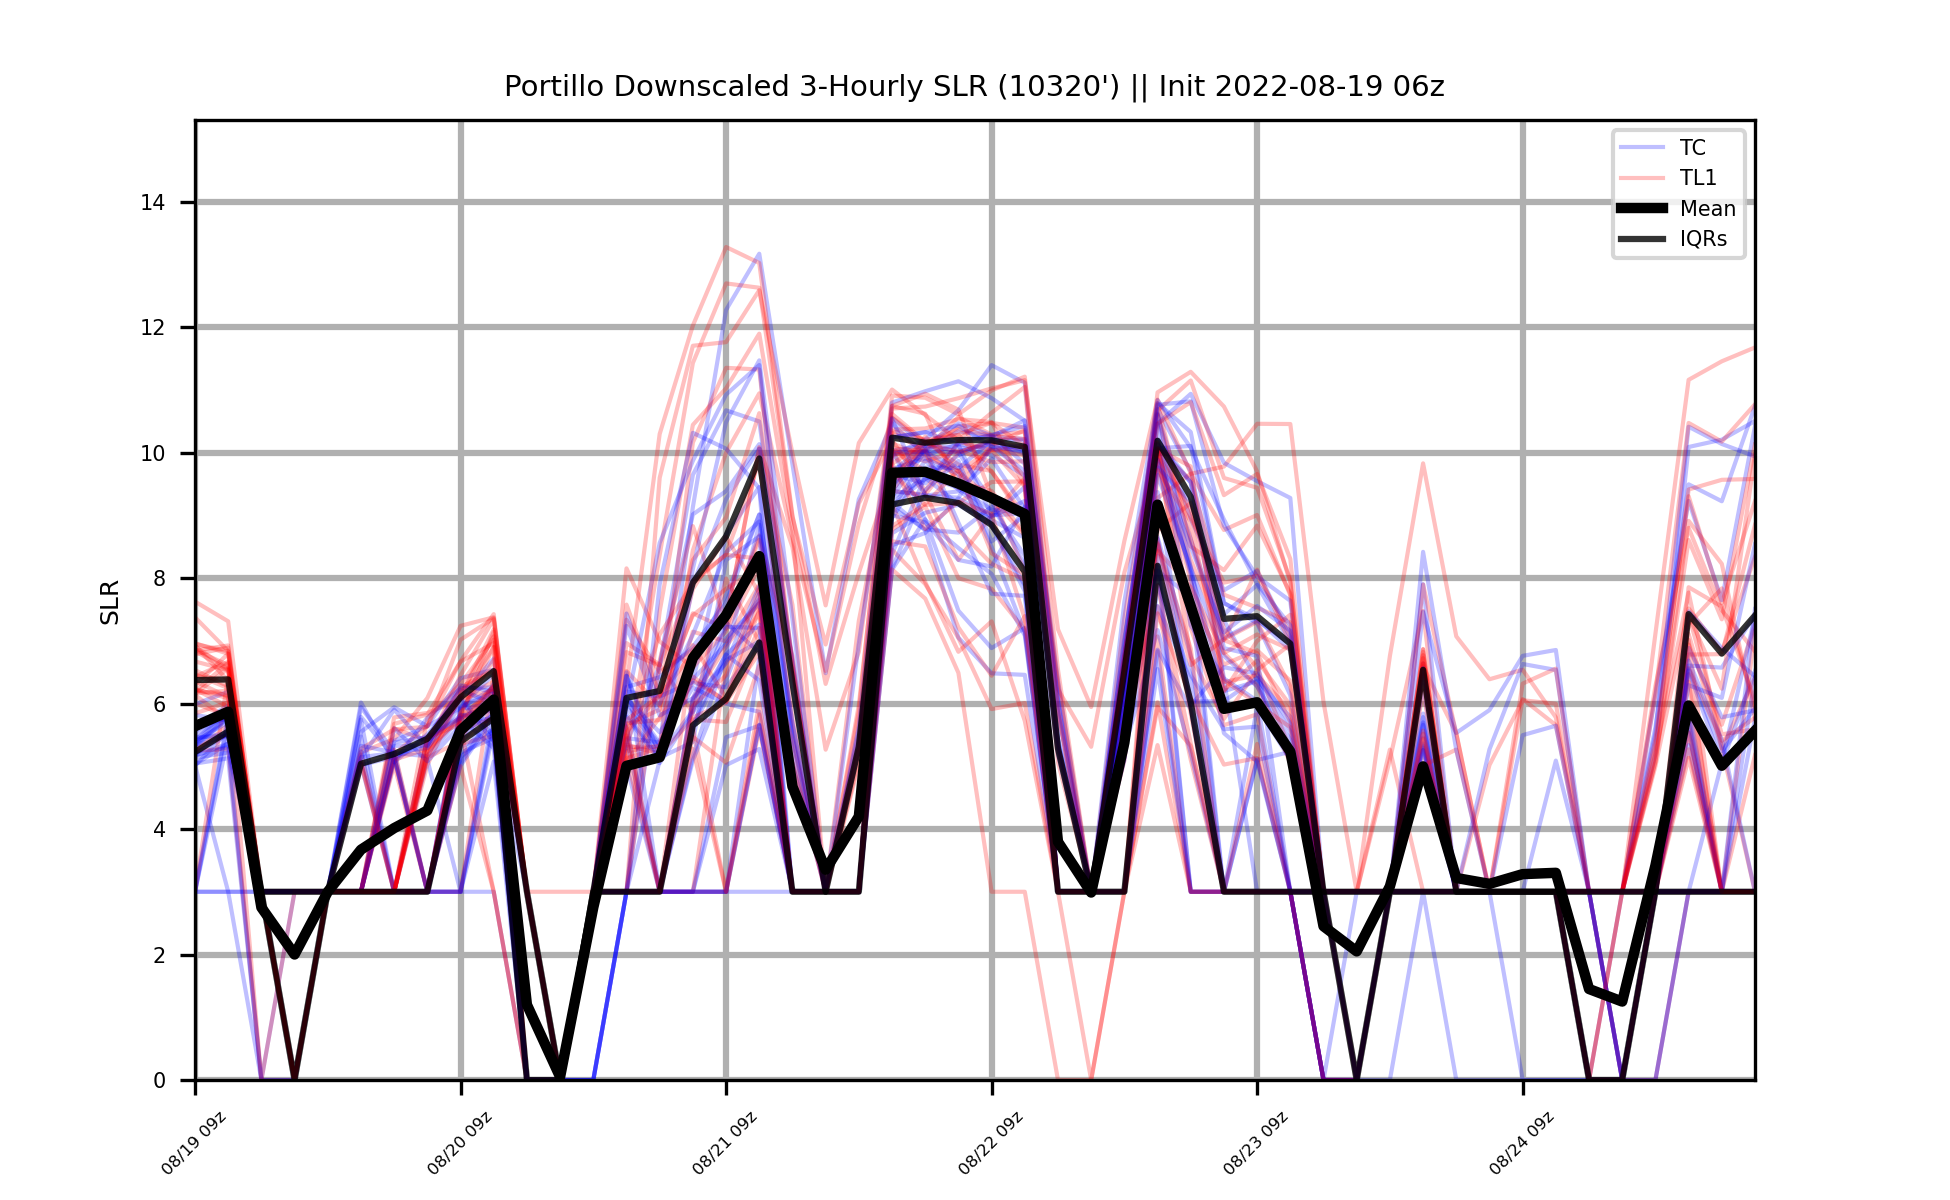 Portillo Downscaled 3-Hourly SLR (10320') || Init 2022-08-19 06z
TC
TL1
Mean
IQRs
SLR
14
12
10
8
6
4
2
0
08/19 09z
08/20 09z
08/21 09z
08/22 09z
08/23 09z
08/24 09z